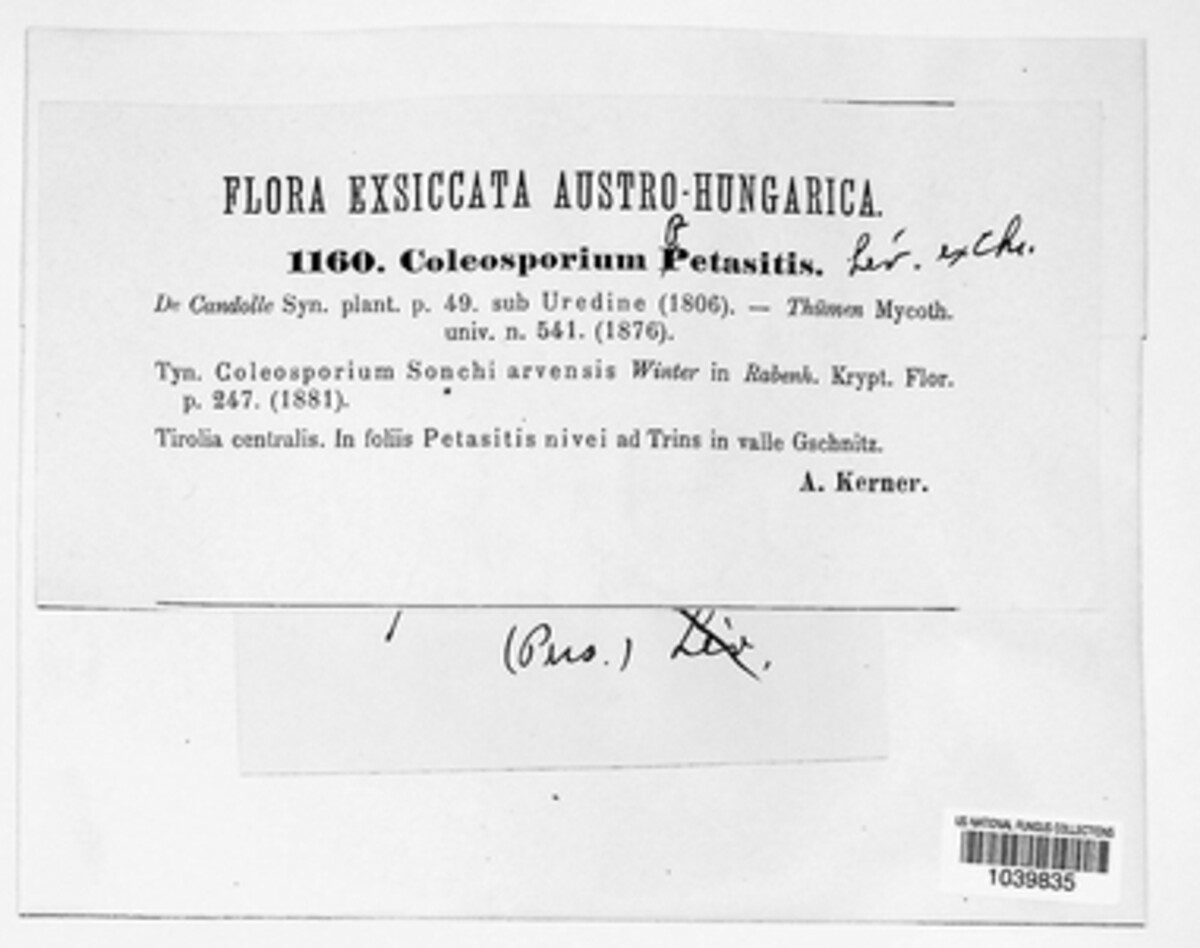 FLORA EXSICCATA AUSTRO-HUNGARICA.
p
1160. Coleosporium Petasitis. Lév.
De Candolle Syn. plant. p. 49. sub Uredine (1806). — Thümen Mycoth.
univ. n. 541. (1876).
Tyn. Coleosporium Sonchi arvensis Winter in Rabenh. Krypt. Flor.
p. 247. (1881).
Tirolia centralis. In foliis Petasitis nivei ad Trins in valle Gschnitz.
A. Kerner.
(Pers.) Lév.
US NATIONAL FUNGUS COLLECTIONS
1039835